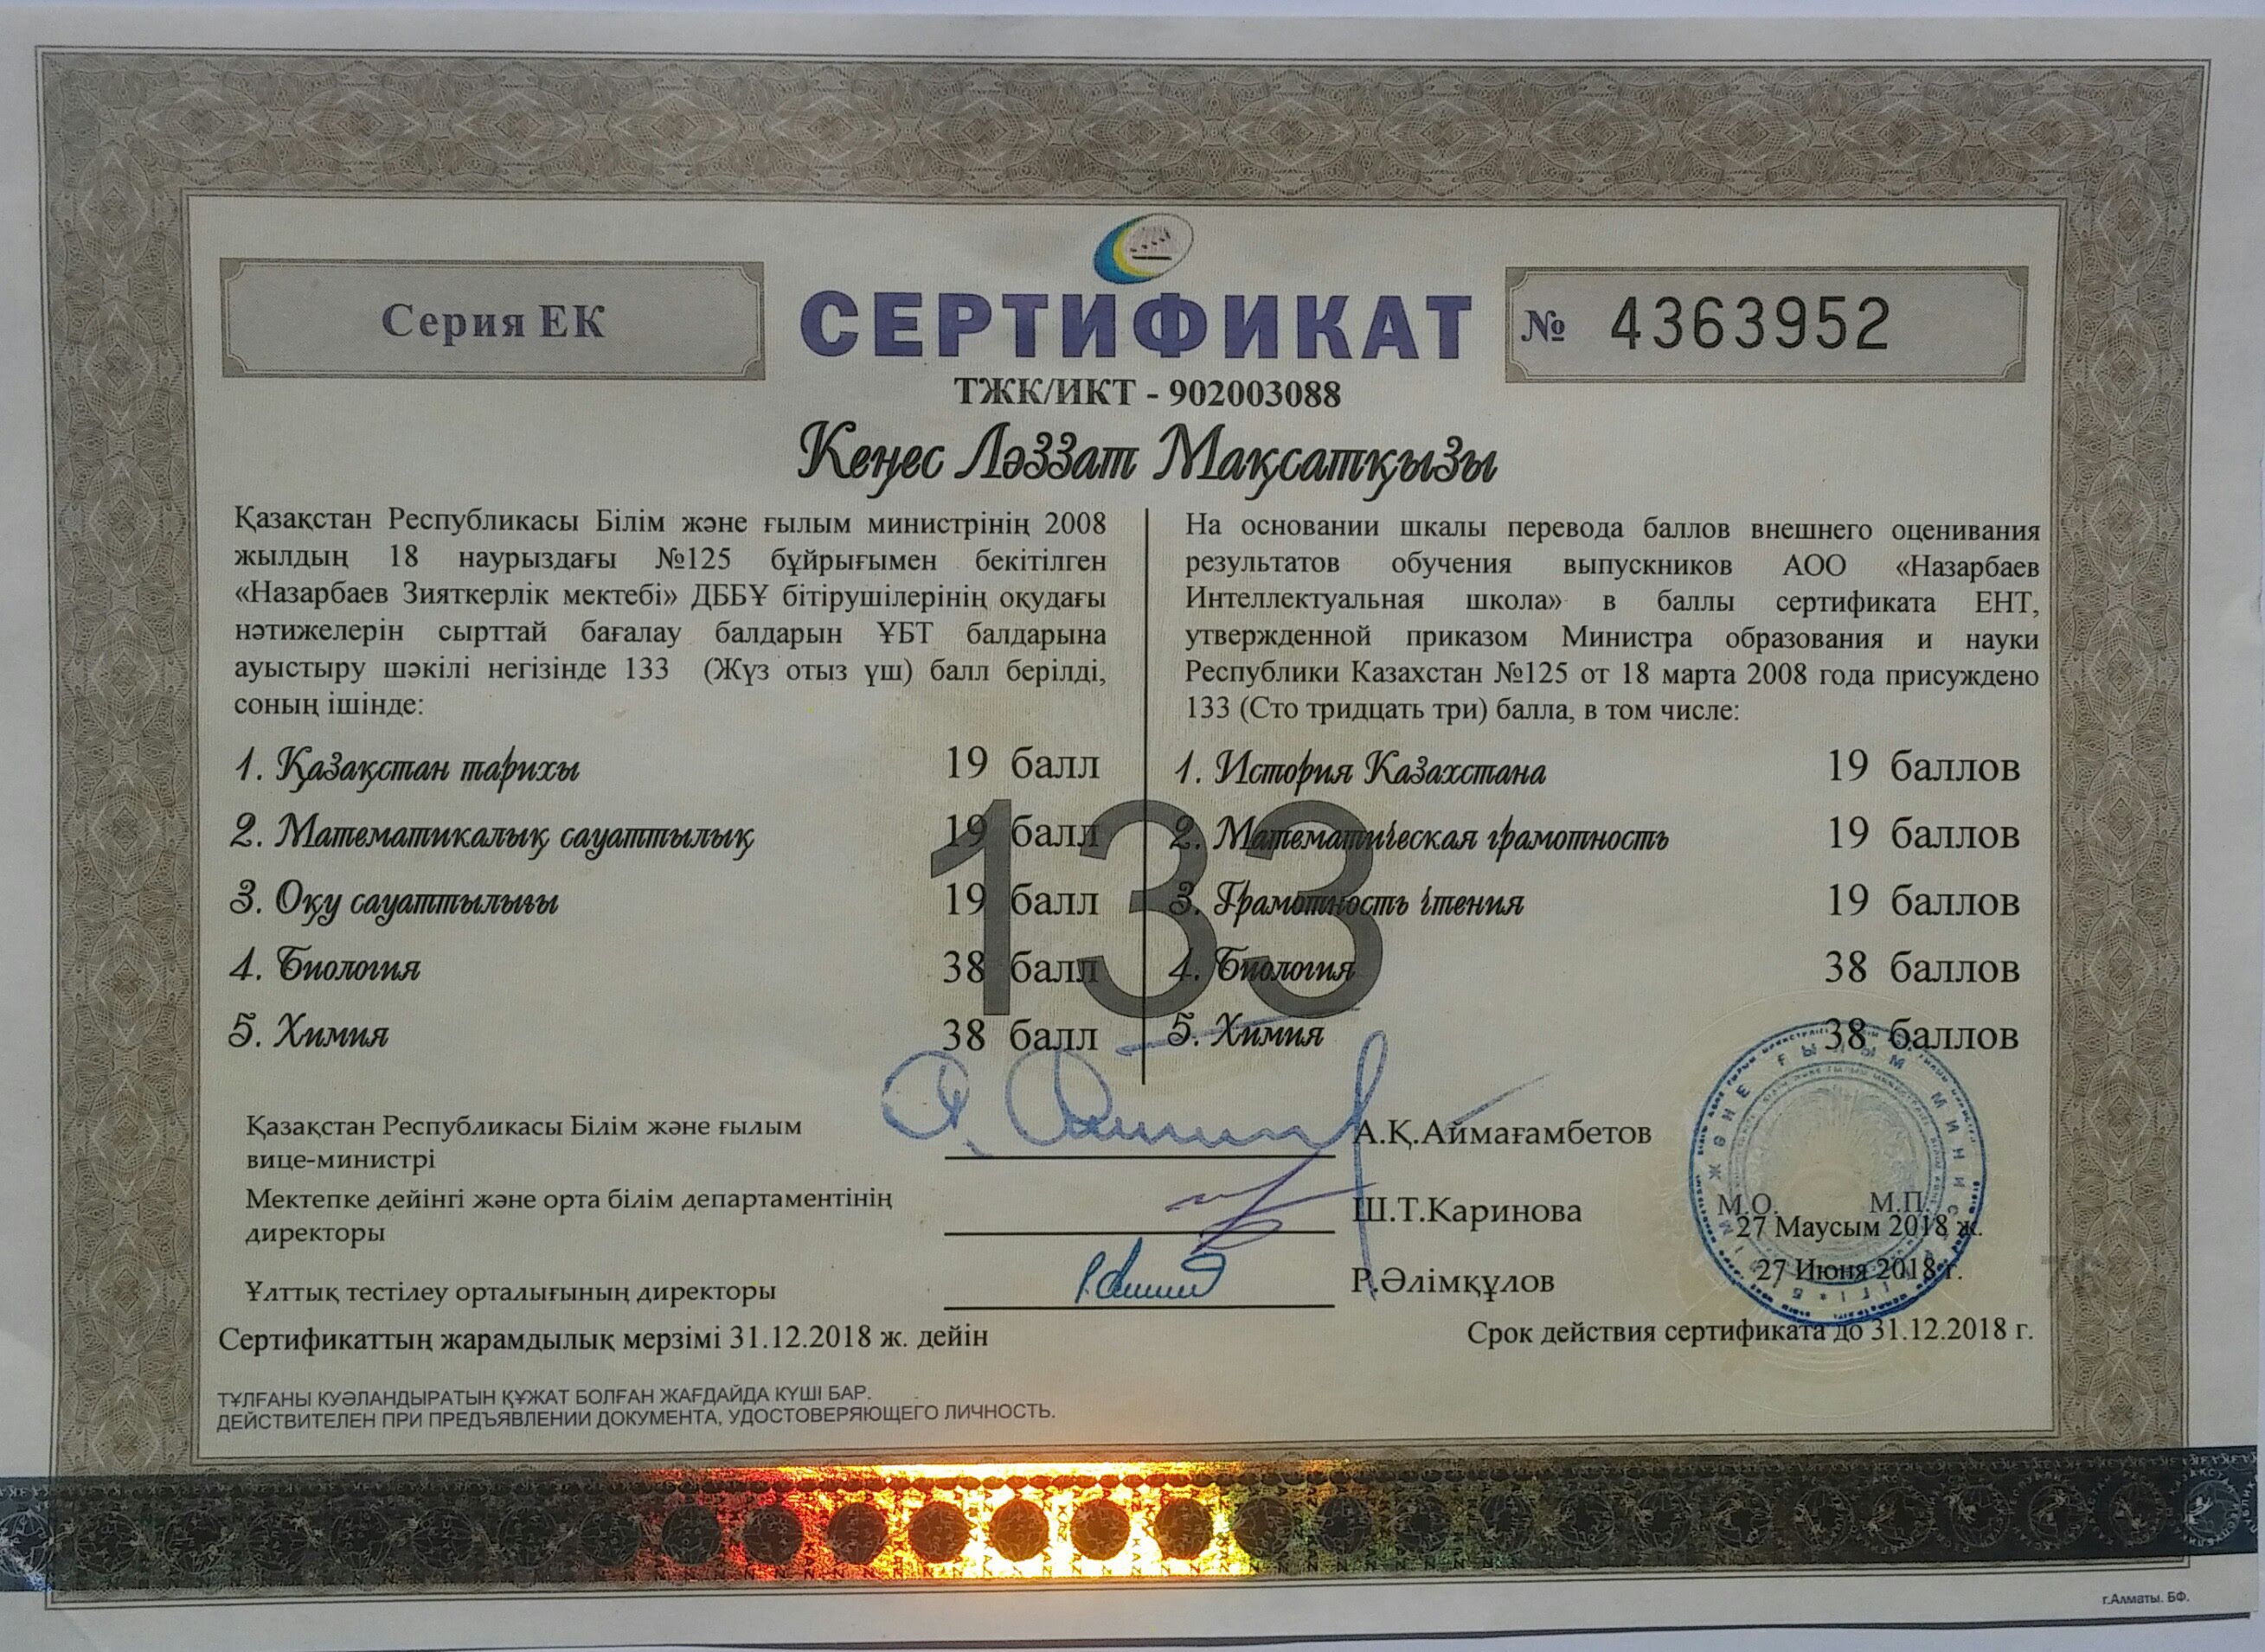 Серия ЕК
СЕРТИФИКАТ
№ 4363952
ТЖК/ИКТ - 902003088
Кеңес Ләззат Мақсатқызы
Қазақстан Республикасы Білім және ғылым министрінің 2008
жылдың 18 наурыздағы №125 бұйрығымен бекітілген
«Назарбаев Зияткерлік мектебі» ДББҰ бітірушілерінің оқудағы
нәтижелерін сырттай бағалау балдарын ҰБТ балдарына
ауыстыру шәкілі негізінде 133 (Жүз отыз үш) балл берілді,
соның ішінде:
1. Қазақстан тарихы 19 балл
2. Математикалық сауаттылық 19 балл
3. Оқу сауаттылығы 19 балл
4. Биология 38 балл
5. Химия 38 балл
На основании шкалы перевода баллов внешнего оценивания
результатов обучения выпускников АОО «Назарбаев
Интеллектуальная школа» в баллы сертификата ЕНТ,
утвержденной приказом Министра образования и науки
Республики Казахстан №125 от 18 марта 2008 года присуждено
133 (Сто тридцать три) балла, в том числе:
1. История Казахстана 19 баллов
2. Математическая грамотность 19 баллов
3. Грамотность чтения 19 баллов
4. Биология 38 баллов
5. Химия 38 баллов
133
Қазақстан Республикасы Білім және ғылым
вице-министрі
А.Қ.Аймағамбетов
Мектепке дейінгі және орта білім департаментінің
директоры
Ш.Т.Каринова
Ұлттық тестілеу орталығының директоры
Р.Әлімқұлов
М.О. М.П.
27 Маусым 2018 ж.
27 Июня 2018 г.
Сертификаттың жарамдылық мерзімі 31.12.2018 ж. дейін
Срок действия сертификата до 31.12.2018 г.
ТҰЛҒАНЫ КУӘЛАНДЫРАТЫН ҚҰЖАТ БОЛҒАН ЖАҒДАЙДА КҮШІ БАР.
ДЕЙСТВИТЕЛЕН ПРИ ПРЕДЪЯВЛЕНИИ ДОКУМЕНТА, УДОСТОВЕРЯЮЩЕГО ЛИЧНОСТЬ.
г.Алматы. БФ.